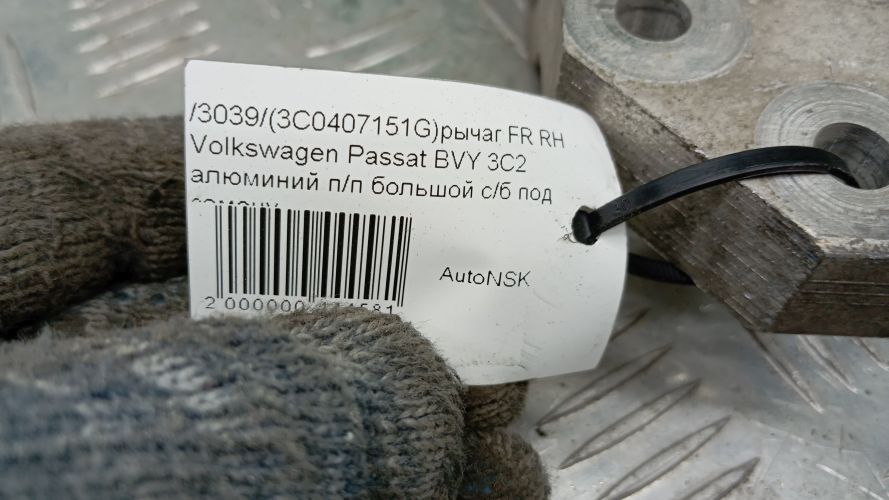 /3039/(3C0407151G)рычаг FR RH
Volkswagen Passat BVY 3C2
алюминий п/п большой с/б под
AutoNSK